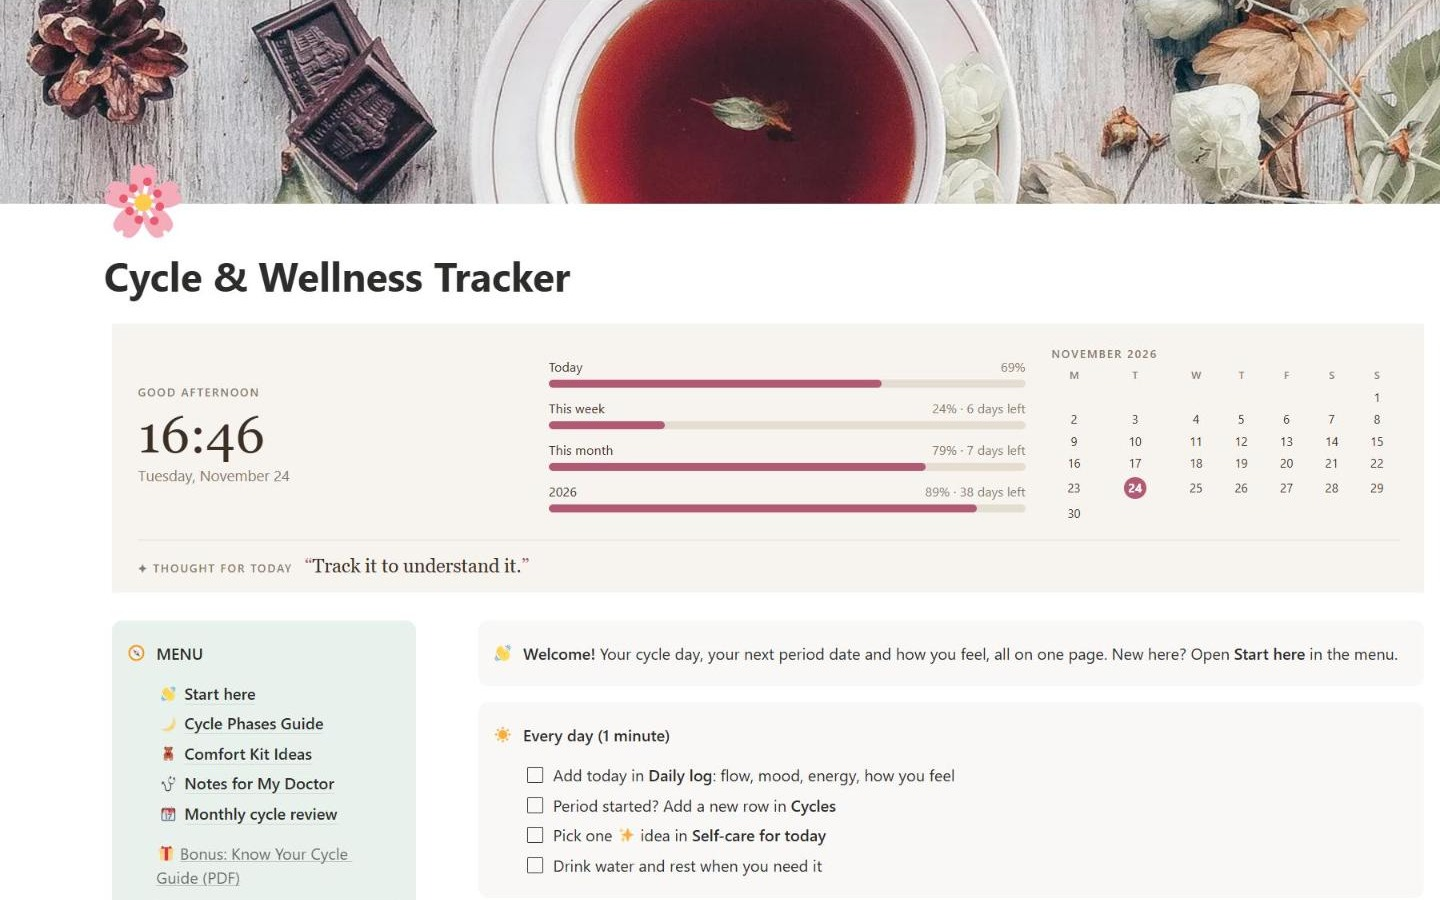 Cycle & Wellness Tracker
GOOD AFTERNOON
16:46
Tuesday, November 24
Today 69%
This week 24% · 6 days left
This month 79% · 7 days left
2026 89% · 38 days left
NOVEMBER 2026
M T W T F S S
1
2 3 4 5 6 7 8
9 10 11 12 13 14 15
16 17 18 19 20 21 22
23 24 25 26 27 28 29
30
✦ THOUGHT FOR TODAY “Track it to understand it.”
MENU
Start here
Cycle Phases Guide
Comfort Kit Ideas
Notes for My Doctor
Monthly cycle review
Bonus: Know Your Cycle
Guide (PDF)
Welcome! Your cycle day, your next period date and how you feel, all on one page. New here? Open Start here in the menu.
Every day (1 minute)
Add today in Daily log: flow, mood, energy, how you feel
Period started? Add a new row in Cycles
Pick one ✨ idea in Self-care for today
Drink water and rest when you need it